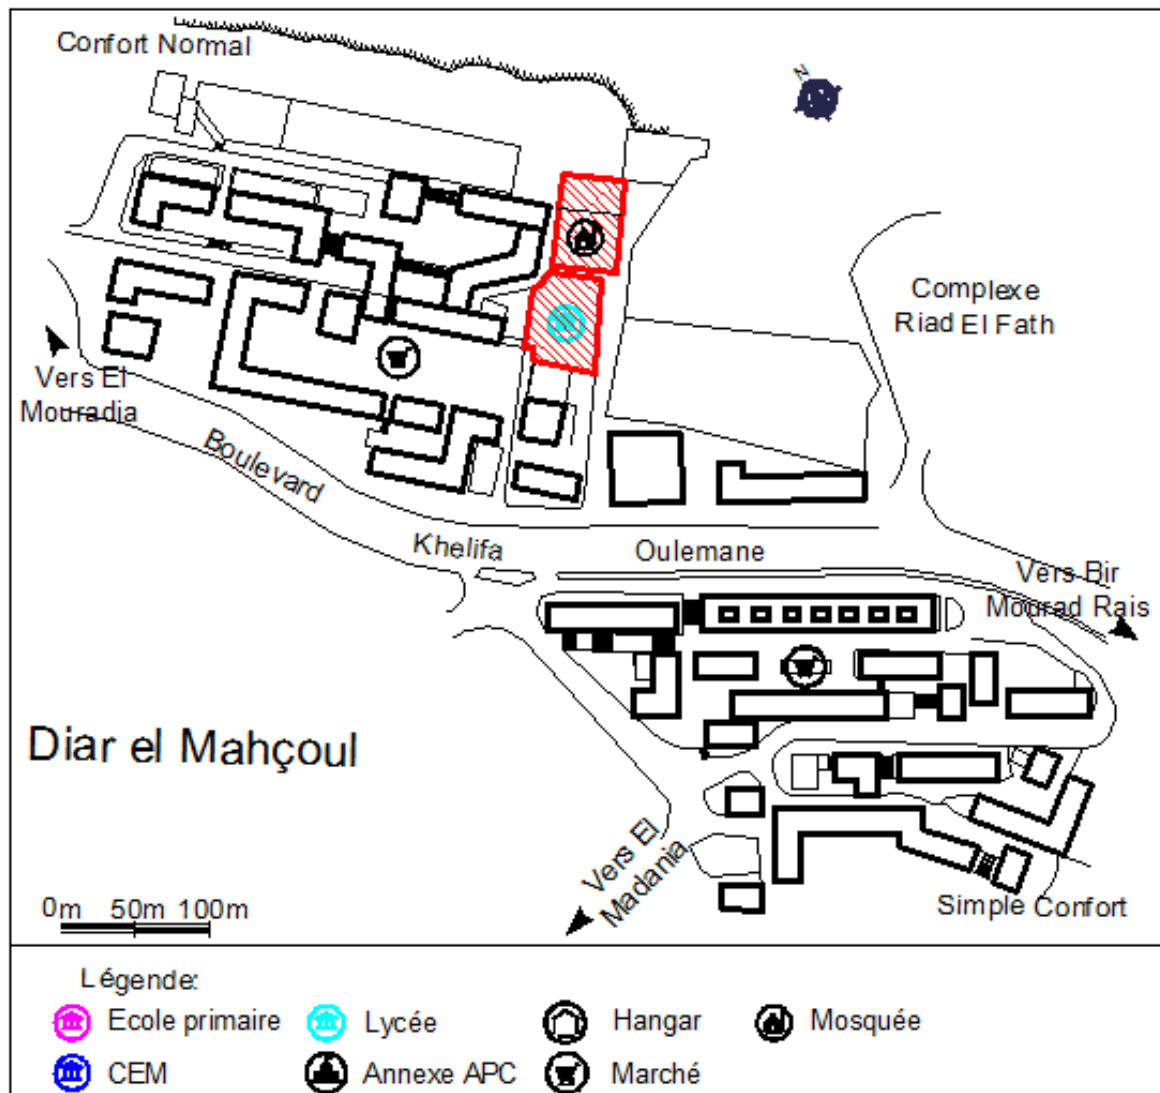 Confort Normal
N
Complexe
Riad El Fath
Vers El
Mouradia
Boulevard
Khelifa
Oulemane
Vers Bir
Mourad Rais
Diar el Mahçoul
Vers El
Madania
0m 50m 100m
Simple Confort
Légende:
Ecole primaire
Lycée
Hangar
Mosquée
CEM
Annexe APC
Marché